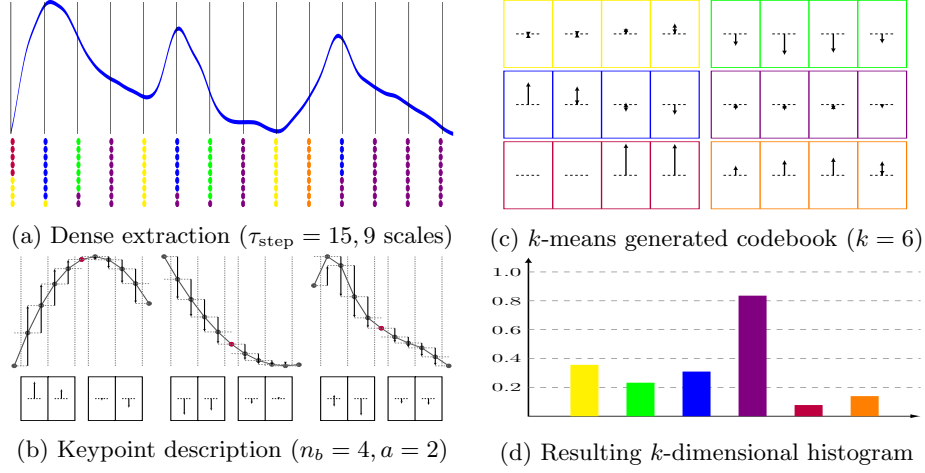 (a) Dense extraction (τ_step = 15, 9 scales)
(c) k-means generated codebook (k = 6)
1.0
0.8
0.6
0.4
0.2
(b) Keypoint description (n_b = 4, a = 2)
(d) Resulting k-dimensional histogram